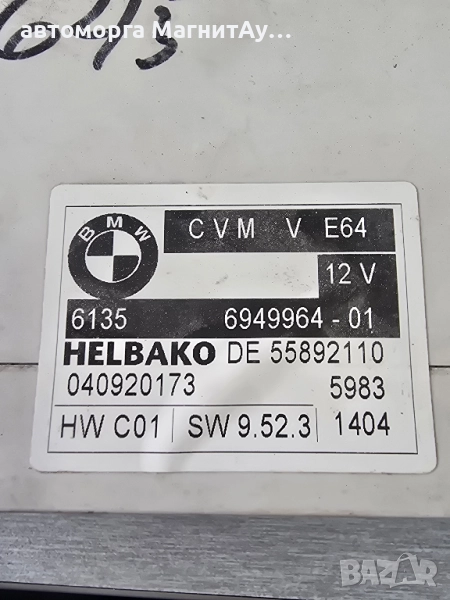 автоморга МагнитАу...
BMW
CVM V E64
12 V
6135 6949964 - 01
HELBAKO DE 55892110
040920173 5983
HW C01 SW 9.52.3 1404
BAZAR